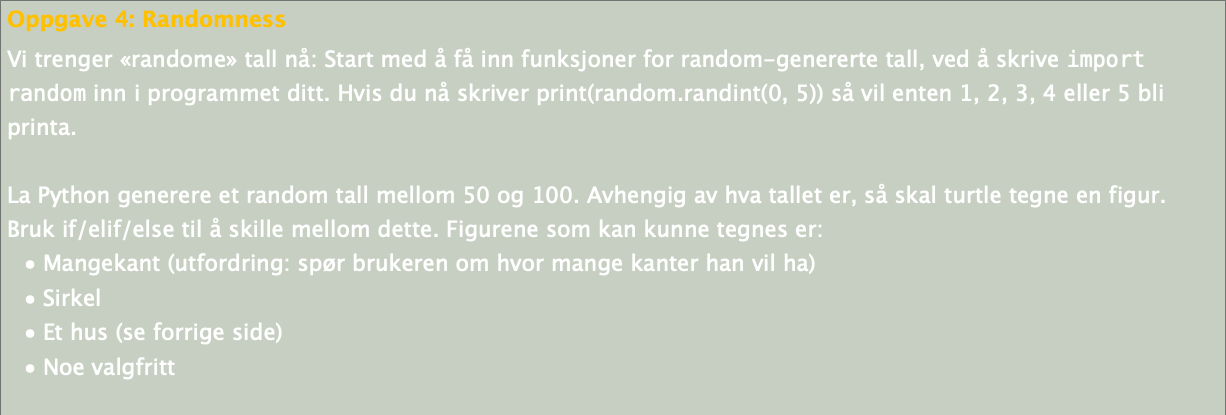 Oppgave 4: Randomness
Vi trenger «randome» tall nå: Start med å få inn funksjoner for random-genererte tall, ved å skrive import
random inn i programmet ditt. Hvis du nå skriver print(random.randint(0, 5)) så vil enten 1, 2, 3, 4 eller 5 bli
printa.
La Python generere et random tall mellom 50 og 100. Avhengig av hva tallet er, så skal turtle tegne en figur.
Bruk if/elif/else til å skille mellom dette. Figurene som kan kunne tegnes er:
• Mangekant (utfordring: spør brukeren om hvor mange kanter han vil ha)
• Sirkel
• Et hus (se forrige side)
• Noe valgfritt